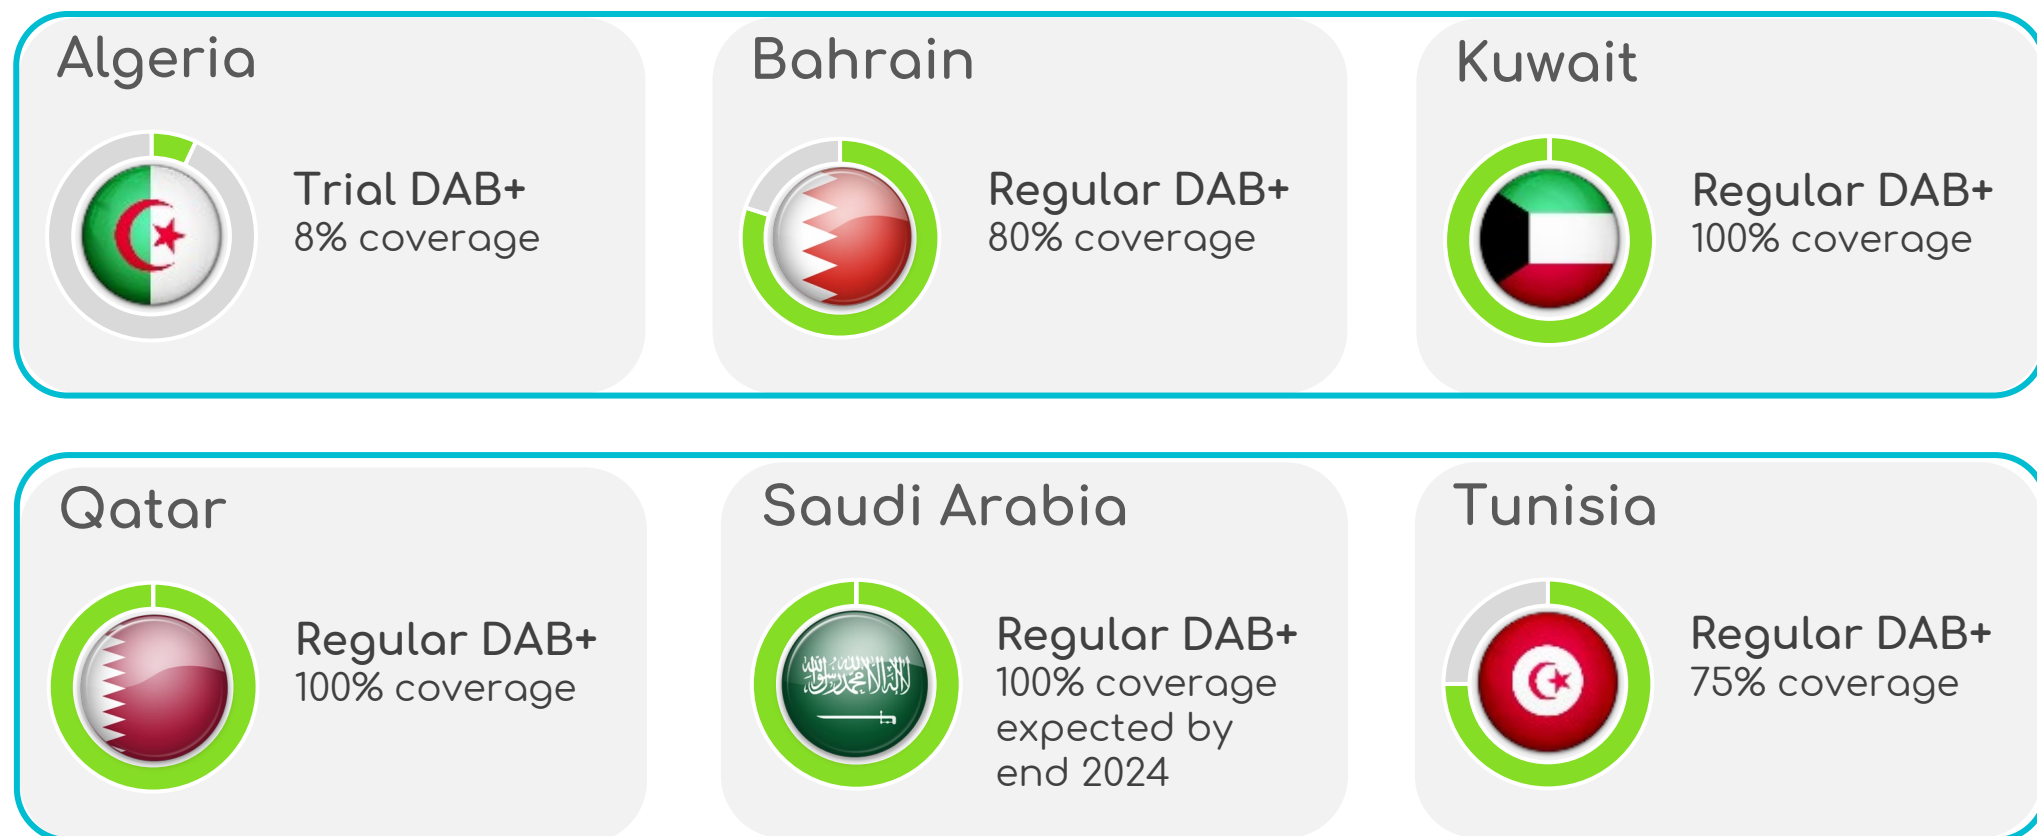 Algeria
Trial DAB+
8% coverage
Bahrain
Regular DAB+
80% coverage
Kuwait
Regular DAB+
100% coverage
Qatar
Regular DAB+
100% coverage
Saudi Arabia
Regular DAB+
100% coverage
expected by
end 2024
Tunisia
Regular DAB+
75% coverage